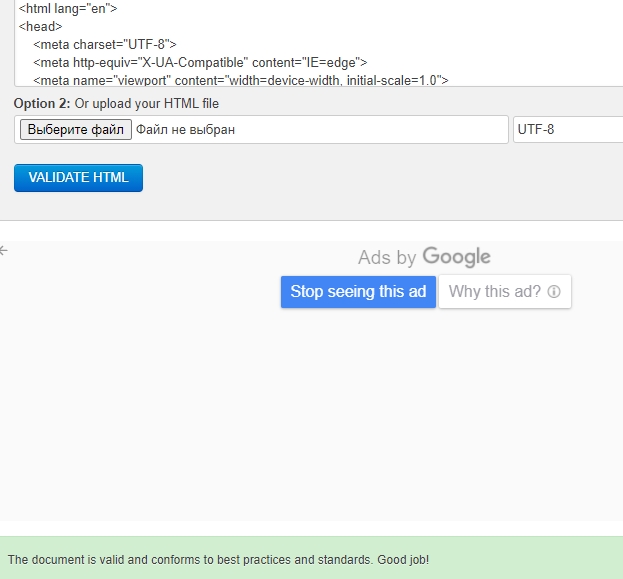 <html lang="en">
<head>
<meta charset="UTF-8">
<meta http-equiv="X-UA-Compatible" content="IE=edge">
<meta name="viewport" content="width=device-width, initial-scale=1.0">
Option 2: Or upload your HTML file
Выберите файл Файл не выбран UTF-8
VALIDATE HTML
Ads by Google
Stop seeing this ad Why this ad?
The document is valid and conforms to best practices and standards. Good job!